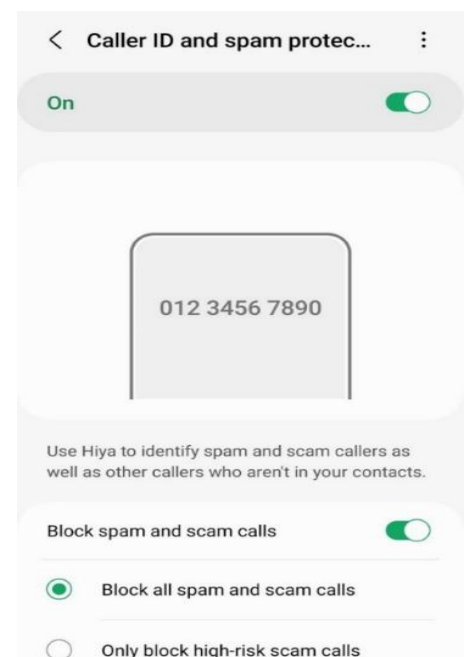 Caller ID and spam protec...
On
012 3456 7890
Use Hiya to identify spam and scam callers as
well as other callers who aren't in your contacts.
Block spam and scam calls
Block all spam and scam calls
Only block high-risk scam calls